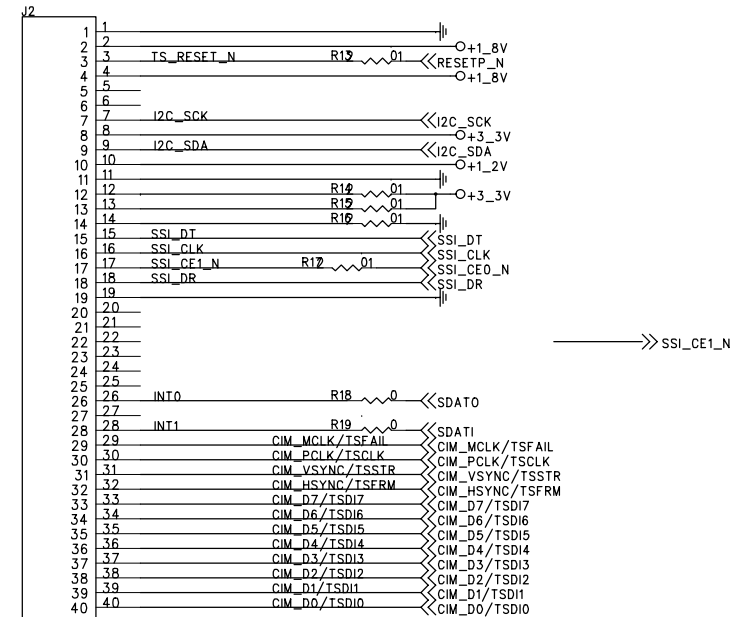 J2
1 1
2 2 +1_8V
3 3 TS_RESET_N R13 01 RESETP_N
4 4 +1_8V
5 5
6 6
7 7 I2C_SCK I2C_SCK
8 8 +3_3V
9 9 I2C_SDA I2C_SDA
10 10 +1_2V
11 11
12 12 R14 01 +3_3V
13 13 R15 01
14 14 R16 01
15 15 SSI_DT SSI_DT
16 16 SSI_CLK SSI_CLK
17 17 SSI_CE1_N R17 01 SSI_CE0_N
18 18 SSI_DR SSI_DR
19 19
20 20
21 21
22 22 SSI_CE1_N
23 23
24 24
25 25
26 26 INT0 R18 0 SDATO
27 27
28 28 INT1 R19 0 SDATI
29 29 CIM_MCLK/TSFAIL CIM_MCLK/TSFAIL
30 30 CIM_PCLK/TSCLK CIM_PCLK/TSCLK
31 31 CIM_VSYNC/TSSTR CIM_VSYNC/TSSTR
32 32 CIM_HSYNC/TSFRM CIM_HSYNC/TSFRM
33 33 CIM_D7/TSDI7 CIM_D7/TSDI7
34 34 CIM_D6/TSDI6 CIM_D6/TSDI6
35 35 CIM_D5/TSDI5 CIM_D5/TSDI5
36 36 CIM_D4/TSDI4 CIM_D4/TSDI4
37 37 CIM_D3/TSDI3 CIM_D3/TSDI3
38 38 CIM_D2/TSDI2 CIM_D2/TSDI2
39 39 CIM_D1/TSDI1 CIM_D1/TSDI1
40 40 CIM_D0/TSDI0 CIM_D0/TSDI0